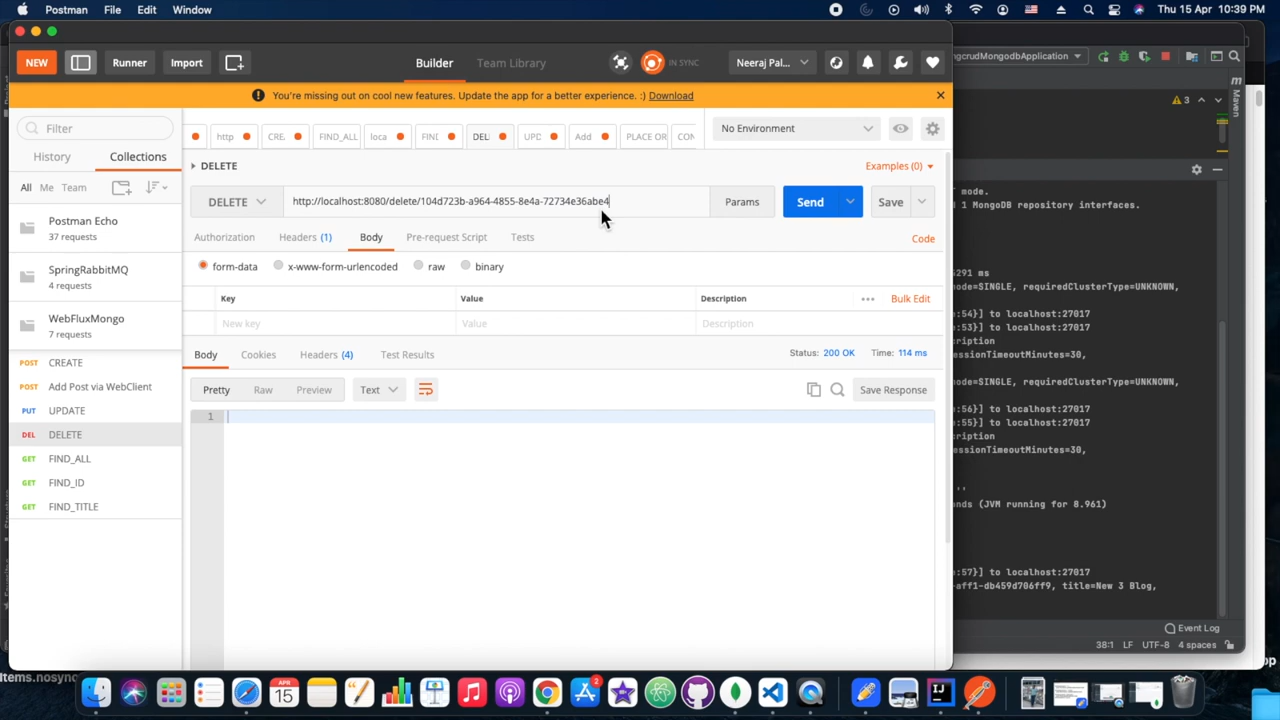 Postman File Edit Window Thu 15 Apr 10:39 PM
NEW Runner Import Builder Team Library IN SYNC Neeraj Pal...
ngcrudMongodbApplication
You're missing out on cool new features. Update the app for a better experience. :) Download
Maven
3
Filter
http CRE FIND_ALL loca FINI DEL UPD Add PLACE OR CON
No Environment
History Collections
All Me Team
DELETE Examples (0)
DELETE http://localhost:8080/delete/104d723b-a964-4855-8e4a-72734e36abe4 Params Send Save
Postman Echo
37 requests
SpringRabbitMQ
4 requests
WebFluxMongo
7 requests
POST CREATE
POST Add Post via WebClient
PUT UPDATE
DEL DELETE
GET FIND_ALL
GET FIND_ID
GET FIND_TITLE
Authorization Headers (1) Body Pre-request Script Tests Code
form-data x-www-form-urlencoded raw binary
Key Value Description Bulk Edit
New key Value Description
Body Cookies Headers (4) Test Results Status: 200 OK Time: 114 ms
Pretty Raw Preview Text Save Response
1
mode.
d 1 MongoDB repository interfaces.
4291 ms
mode=SINGLE, requiredClusterType=UNKNOWN,
e:54}] to localhost:27017
e:53}] to localhost:27017
cription
essionTimeoutMinutes=30,
mode=SINGLE, requiredClusterType=UNKNOWN,
e:56}] to localhost:27017
e:55}] to localhost:27017
cription
essionTimeoutMinutes=30,
''
onds (JVM running for 8.961)
e:57}] to localhost:27017
-aff1-db459d706ff9, title=New 3 Blog,
Event Log
38:1 LF UTF-8 4 spaces
Items.nosync
APR
15
2